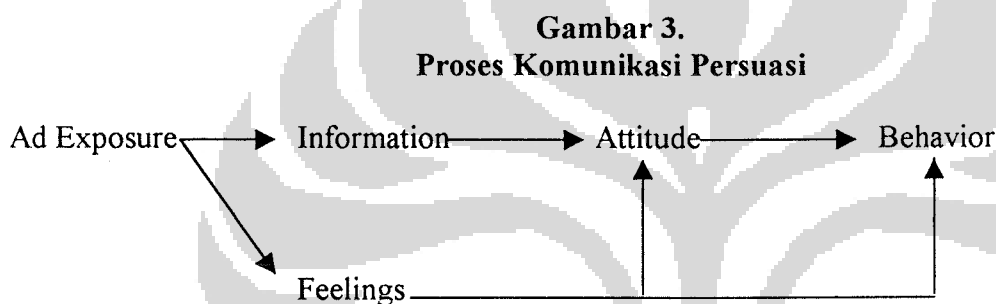 Gambar 3.
Proses Komunikasi Persuasi
Ad Exposure Information Attitude Behavior
Feelings